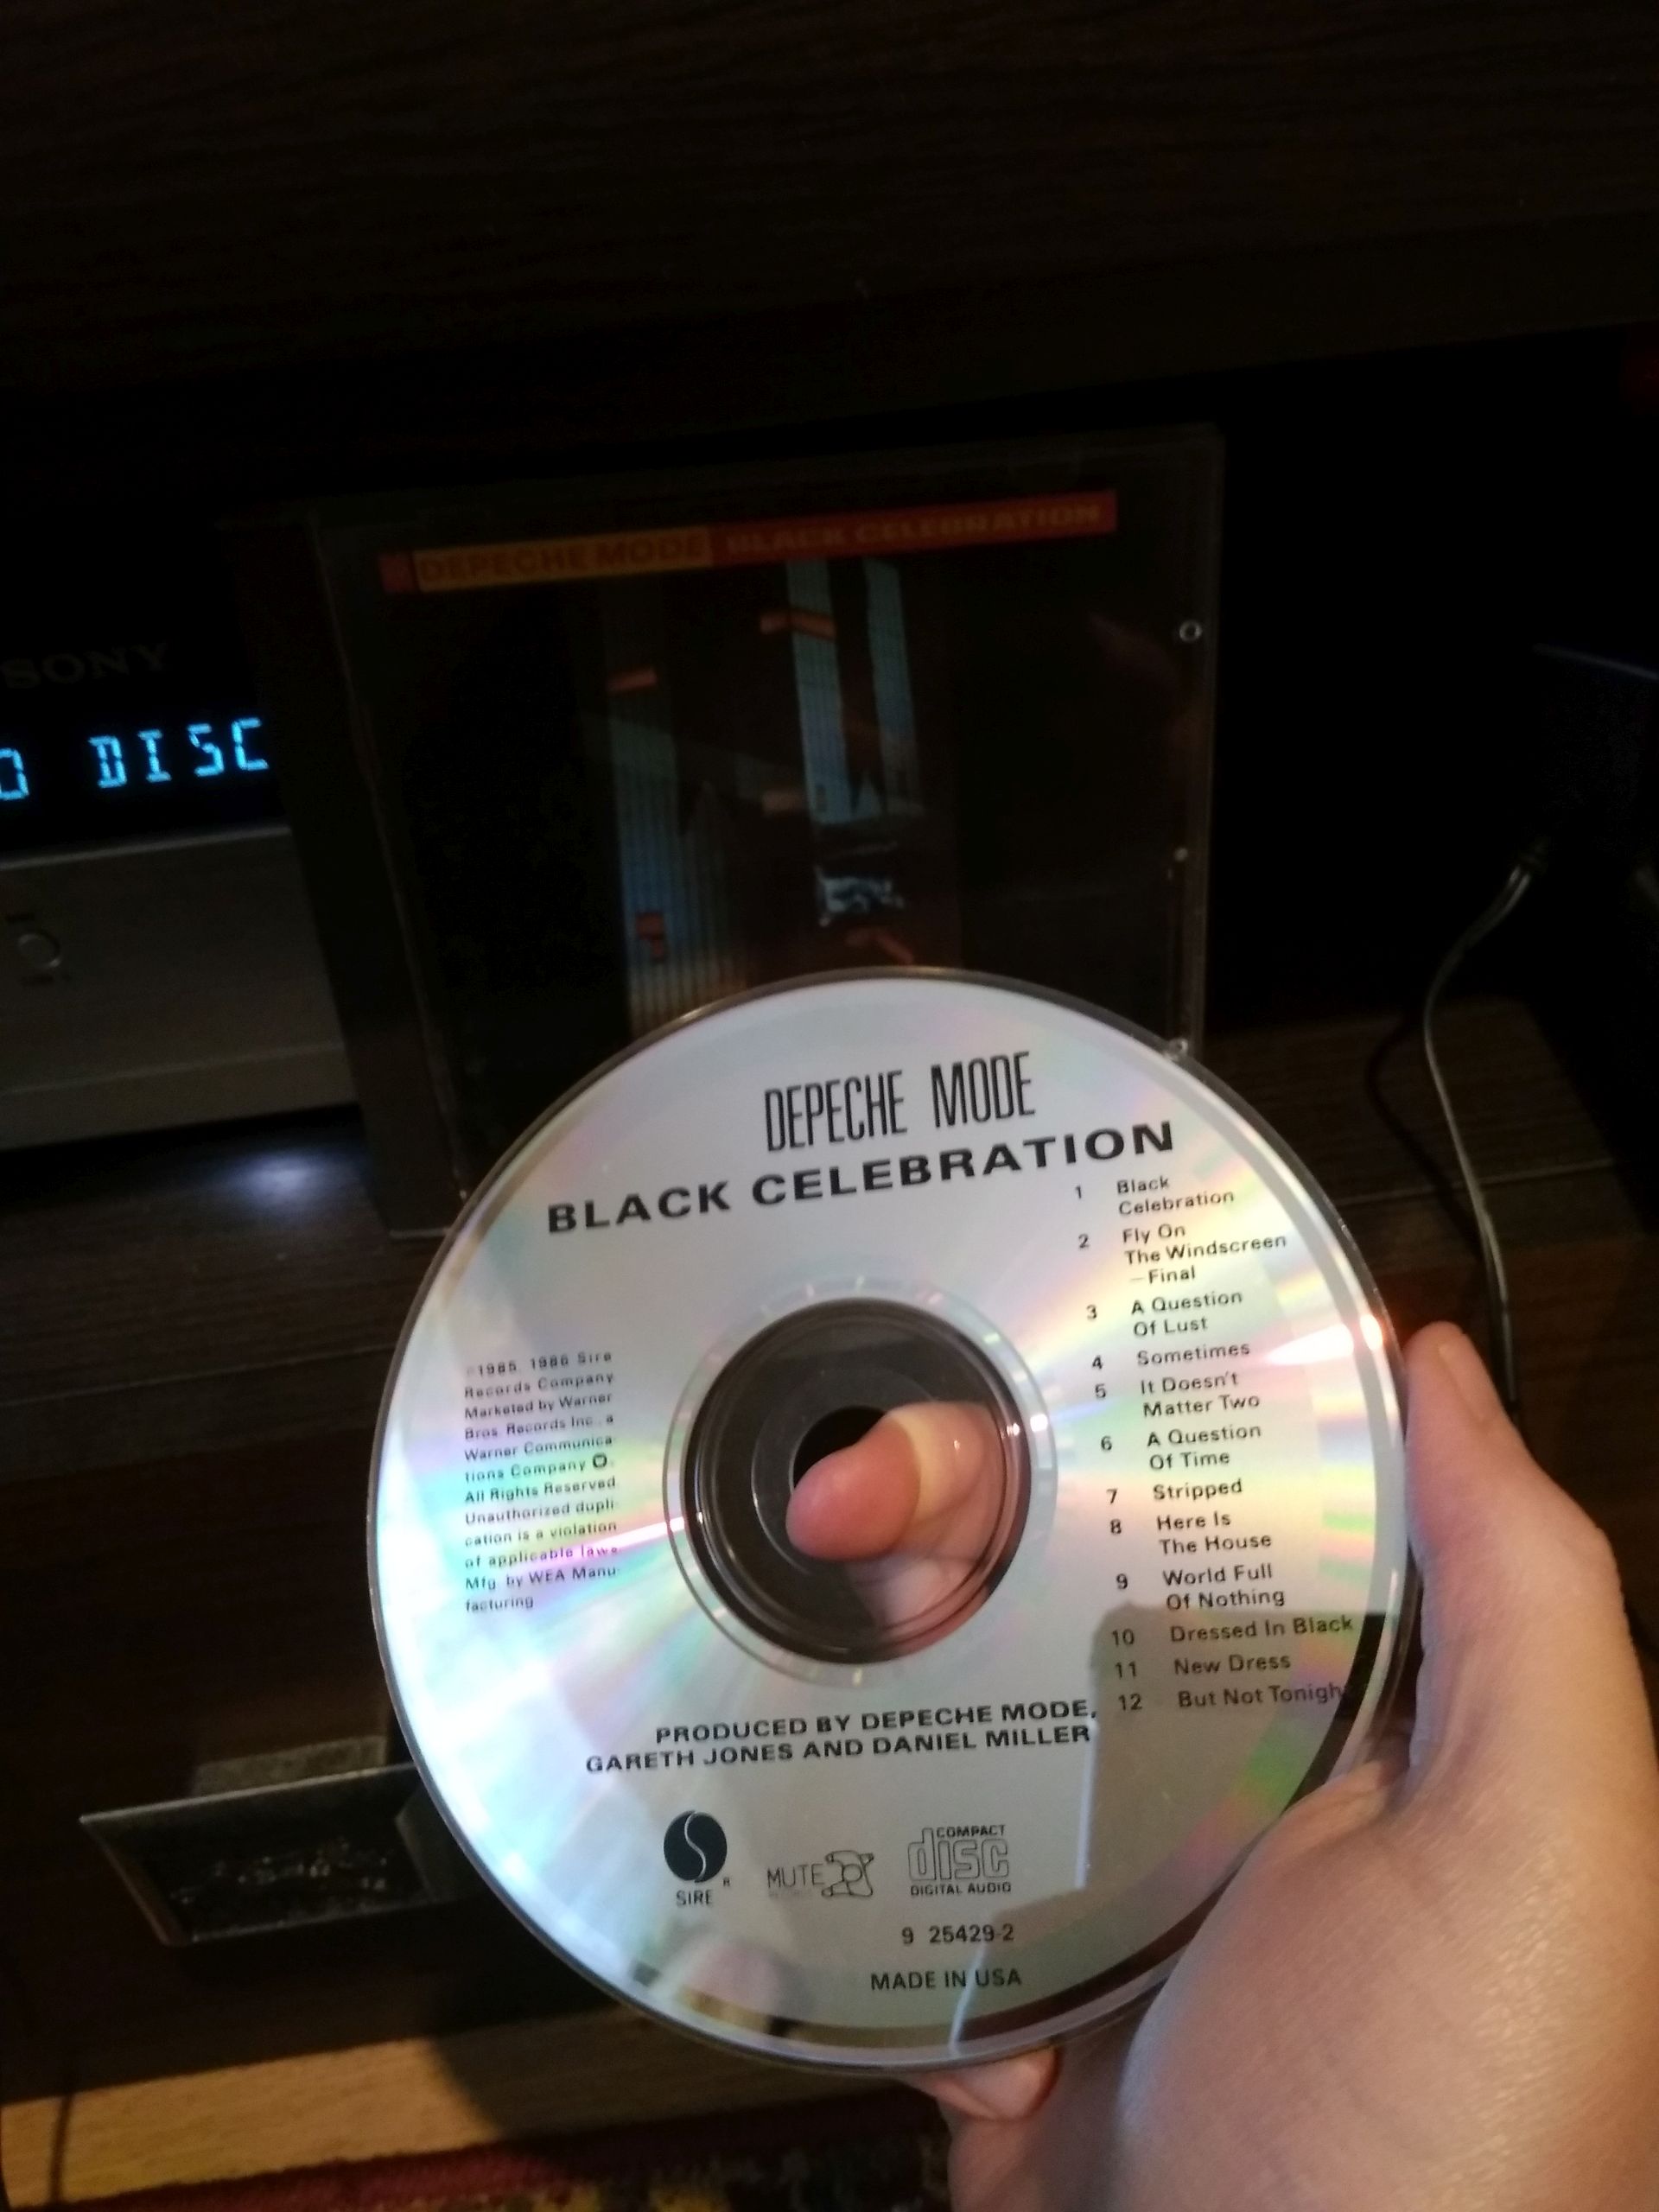 DEPECHE MODE BLACK CELEBRATION
SONY
DISC
DEPECHE MODE
BLACK CELEBRATION
1 Black
Celebration
2 Fly On
The Windscreen
– Final
3 A Question
Of Lust
4 Sometimes
5 It Doesn't
Matter Two
6 A Question
Of Time
7 Stripped
8 Here Is
The House
9 World Full
Of Nothing
10 Dressed In Black
11 New Dress
12 But Not Tonigh
1985, 1986 Sire
Records Company
Marketed by Warner
Bros. Records Inc., a
Warner Communica-
tions Company
All Rights Reserved
Unauthorized dupli-
cation is a violation
of applicable laws
Mfg. by WEA Manu-
facturing
PRODUCED BY DEPECHE MODE,
GARETH JONES AND DANIEL MILLER
SIRE ®
MUTE
COMPACT
disc
DIGITAL AUDIO
9 25429-2
MADE IN USA